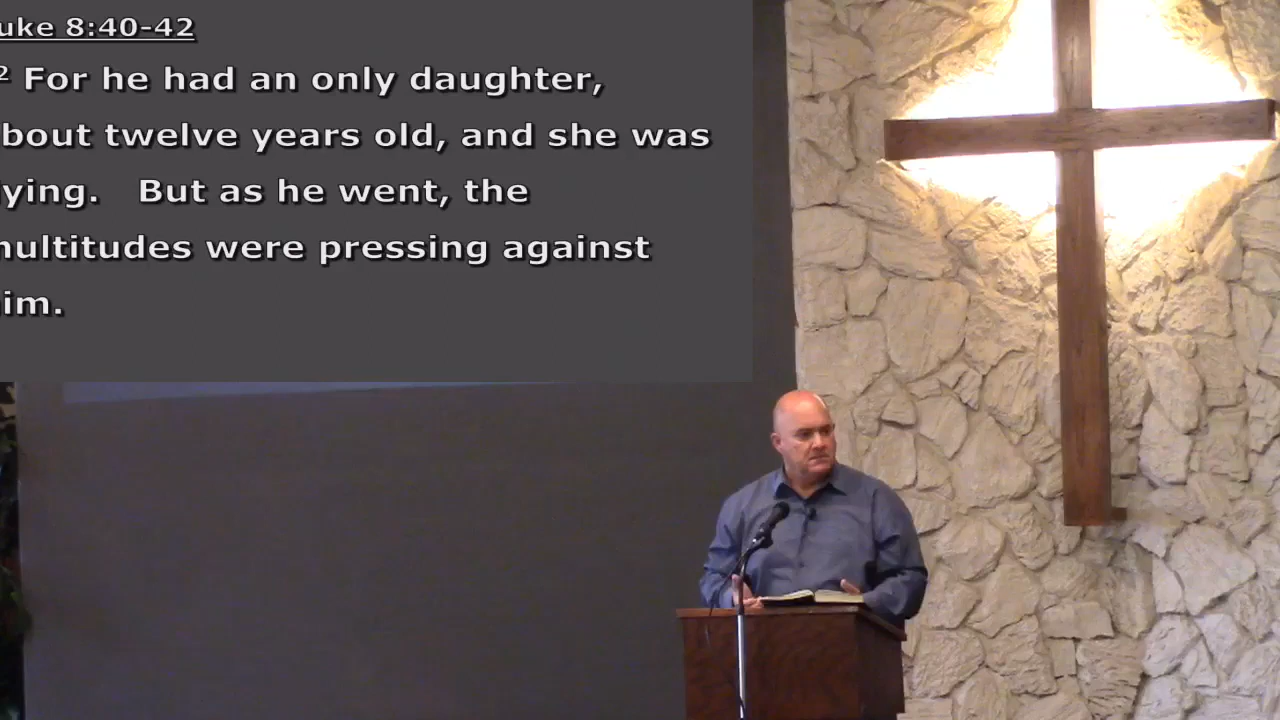 uke 8:40-42
2 For he had an only daughter,
bout twelve years old, and she was
ying. But as he went, the
ultitudes were pressing against
im.